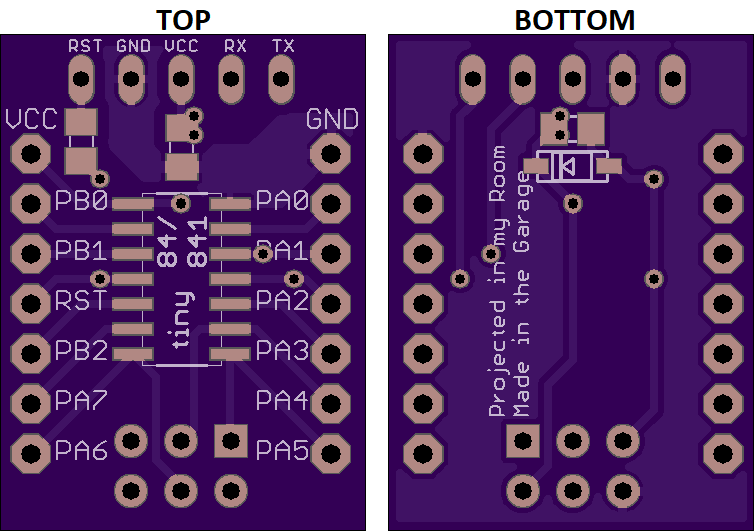 TOP
BOTTOM
RST GND VCC RX TX
VCC
GND
PB0
PA0
PB1
PA1
RST
PA2
PB2
PA3
PA7
PA4
PA6
PA5
tiny 84/
841
Projected in my Room
Made in the Garage